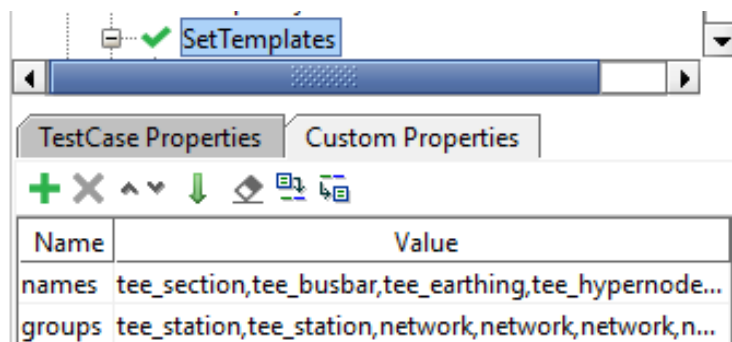 SetTemplates
TestCase Properties Custom Properties
Name Value
names tee_section,tee_busbar,tee_earthing,tee_hypernode...
groups tee_station,tee_station,network,network,network,n...